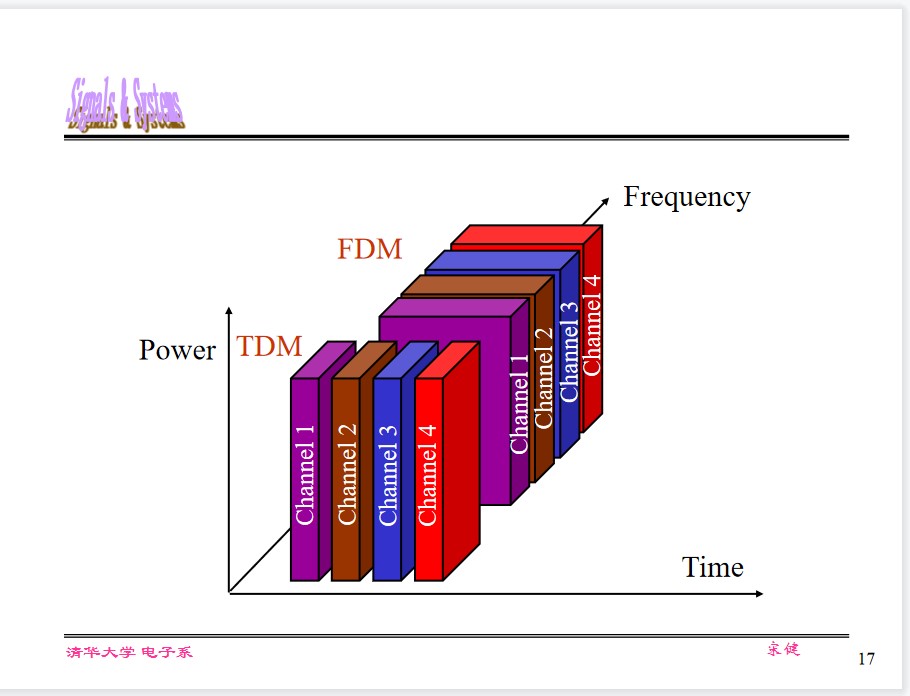 Signals & Systems
Frequency
FDM
Power
TDM
Channel 1
Channel 2
Channel 3
Channel 4
Channel 1
Channel 2
Channel 3
Channel 4
Time
清华大学 电子系
宋健
17